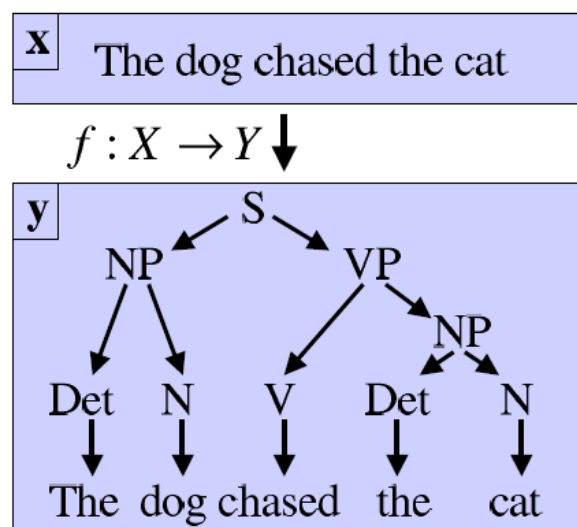 x
The dog chased the cat
f : X → Y
y
S
NP VP
NP
Det N V Det N
The dog chased the cat